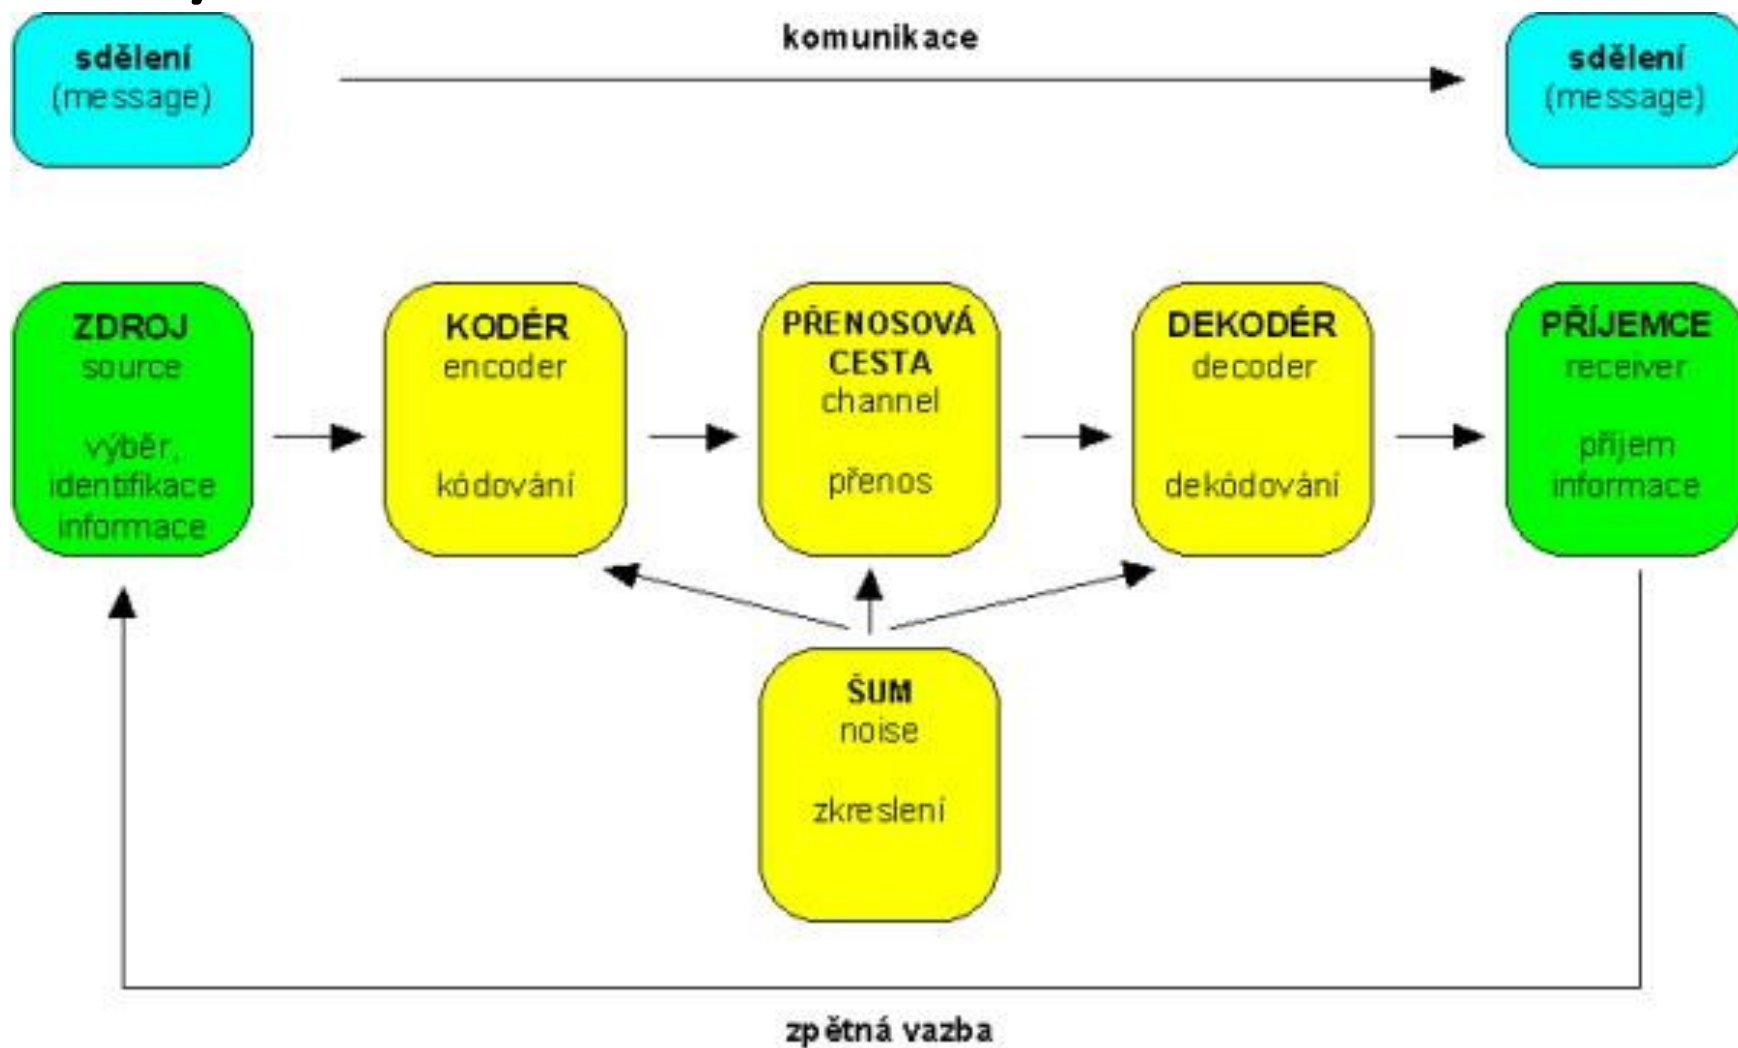 komunikace
sdělení
(message)
sdělení
(message)
ZDROJ
source
výběr,
identifikace
informace
KODÉR
encoder
kódování
PŘENOSOVÁ
CESTA
channel
přenos
DEKODÉR
decoder
dekódování
PŘÍJEMCE
receiver
příjem
informace
ŠUM
noise
zkreslení
zpětná vazba